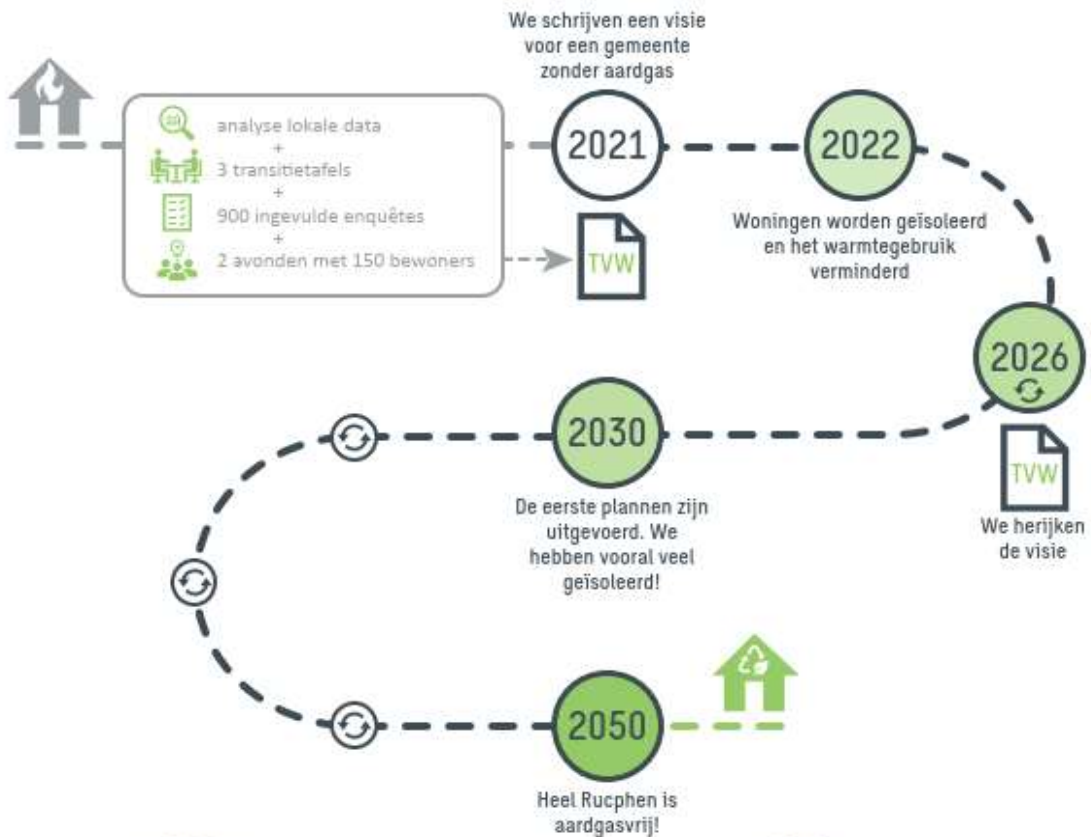 We schrijven een visie
voor een gemeente
zonder aardgas
analyse lokale data
+
3 transitietafels
+
900 ingevulde enquêtes
+
2 avonden met 150 bewoners
2021
TVW
2022
Woningen worden geïsoleerd
en het warmtegebruik
verminderd
2026
TVW
We herijken
de visie
2030
De eerste plannen zijn
uitgevoerd. We
hebben vooral veel
geïsoleerd!
2050
Heel Rucphen is
aardgasvrij!